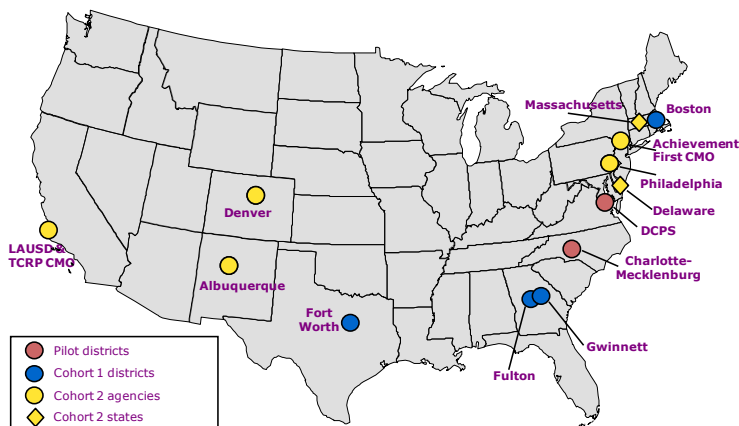 Massachusetts
Boston
Achievement
First CMO
Philadelphia
Delaware
DCPS
Denver
LAUSD &
TCRP CMO
Charlotte-
Mecklenburg
Albuquerque
Fort
Worth
Gwinnett
Fulton
Pilot districts
Cohort 1 districts
Cohort 2 agencies
Cohort 2 states